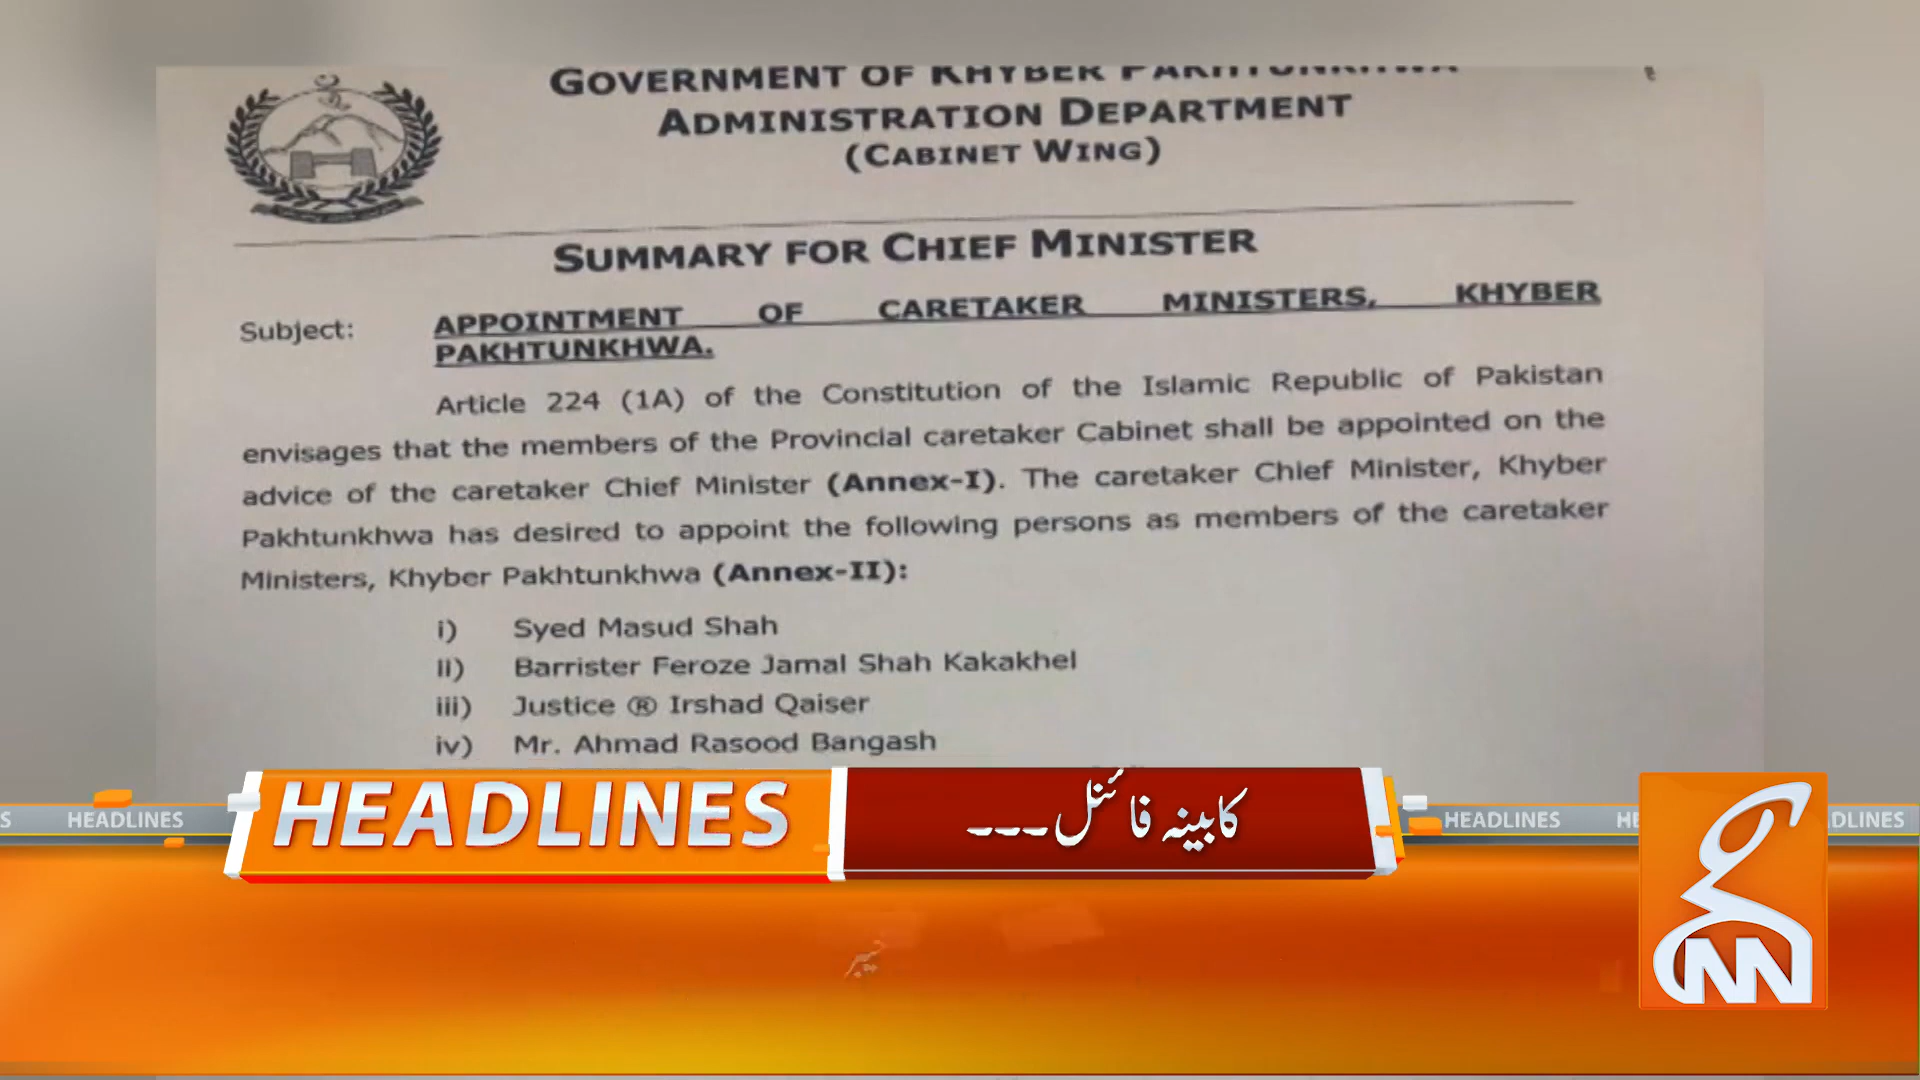 GOVERNMENT OF KHYBER PAKHTUNKHWA
ADMINISTRATION DEPARTMENT
(CABINET WING)
SUMMARY FOR CHIEF MINISTER
Subject: APPOINTMENT OF CARETAKER MINISTERS, KHYBER
PAKHTUNKHWA.
Article 224 (1A) of the Constitution of the Islamic Republic of Pakistan
envisages that the members of the Provincial caretaker Cabinet shall be appointed on the
advice of the caretaker Chief Minister (Annex-I). The caretaker Chief Minister, Khyber
Pakhtunkhwa has desired to appoint the following persons as members of the caretaker
Ministers, Khyber Pakhtunkhwa (Annex-II):
i) Syed Masud Shah
ii) Barrister Feroze Jamal Shah Kakakhel
iii) Justice ® Irshad Qaiser
iv) Mr. Ahmad Rasood Bangash
HEADLINES
HEADLINES کابینہ فائنل ---
HEADLINES
GNN